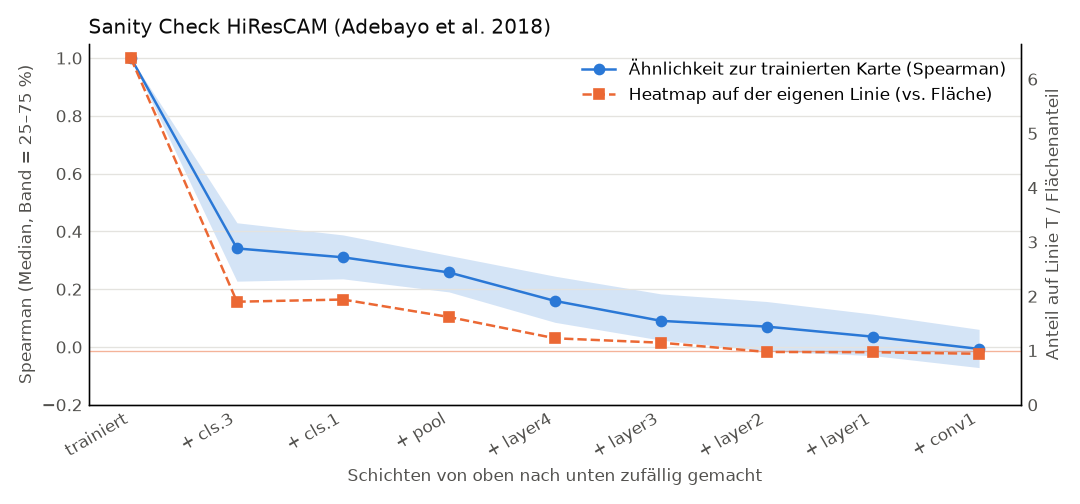 Sanity Check HiResCAM (Adebayo et al. 2018)
Ähnlichkeit zur trainierten Karte (Spearman)
Heatmap auf der eigenen Linie (vs. Fläche)
Spearman (Median, Band = 25–75 %)
1.0
0.8
0.6
0.4
0.2
0.0
−0.2
6
5
4
3
2
1
0
Anteil auf Linie T / Flächenanteil
trainiert
+ cls.3
+ cls.1
+ pool
+ layer4
+ layer3
+ layer2
+ layer1
+ conv1
Schichten von oben nach unten zufällig gemacht